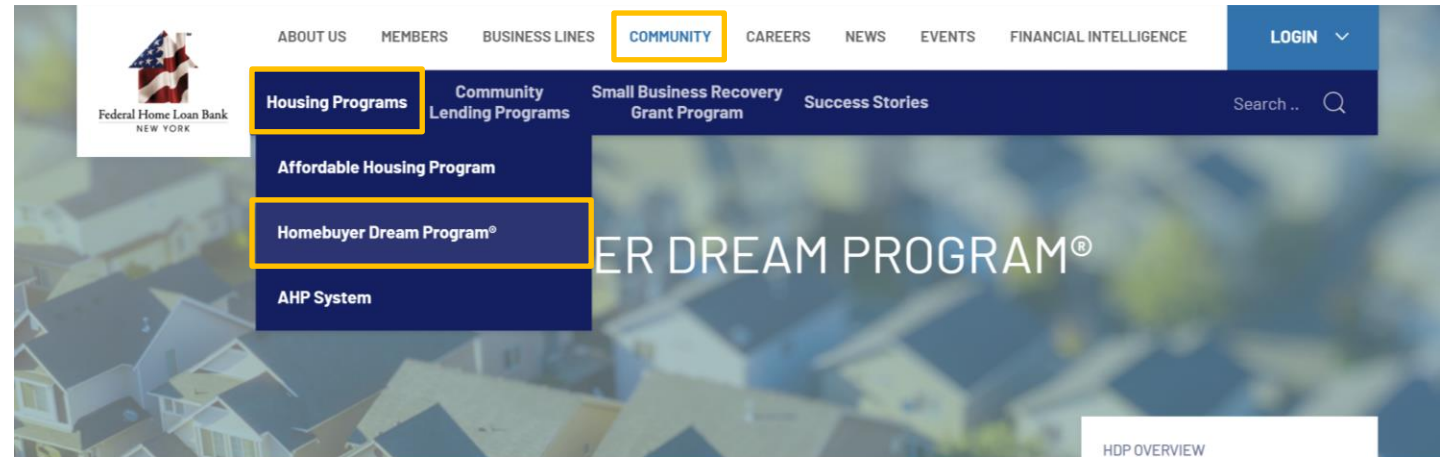 ABOUT US MEMBERS BUSINESS LINES COMMUNITY CAREERS NEWS EVENTS FINANCIAL INTELLIGENCE LOGIN
Federal Home Loan Bank
NEW YORK
Housing Programs Community Lending Programs Small Business Recovery Grant Program Success Stories Search ..
Affordable Housing Program
Homebuyer Dream Program®
AHP System
ER DREAM PROGRAM®
HDP OVERVIEW